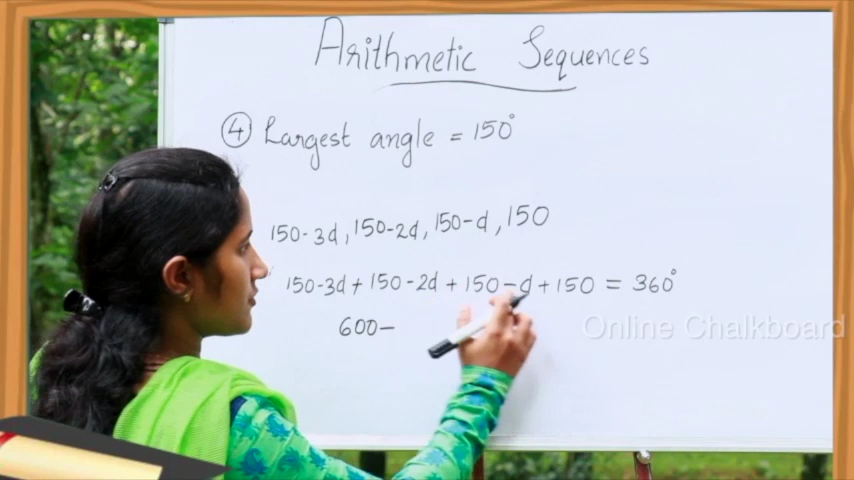 Arithmetic Sequences
④ Largest angle = 150°
150-3d, 150-2d, 150-d, 150
150-3d + 150-2d + 150-d + 150 = 360°
600-
Online Chalkboard